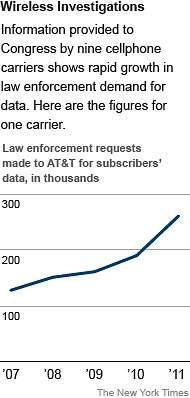 Wireless Investigations
Information provided to
Congress by nine cellphone
carriers shows rapid growth in
law enforcement demand for
data. Here are the figures for
one carrier.
Law enforcement requests
made to AT&T for subscribers'
data, in thousands
300
200
100
'07 '08 '09 '10 '11
The New York Times